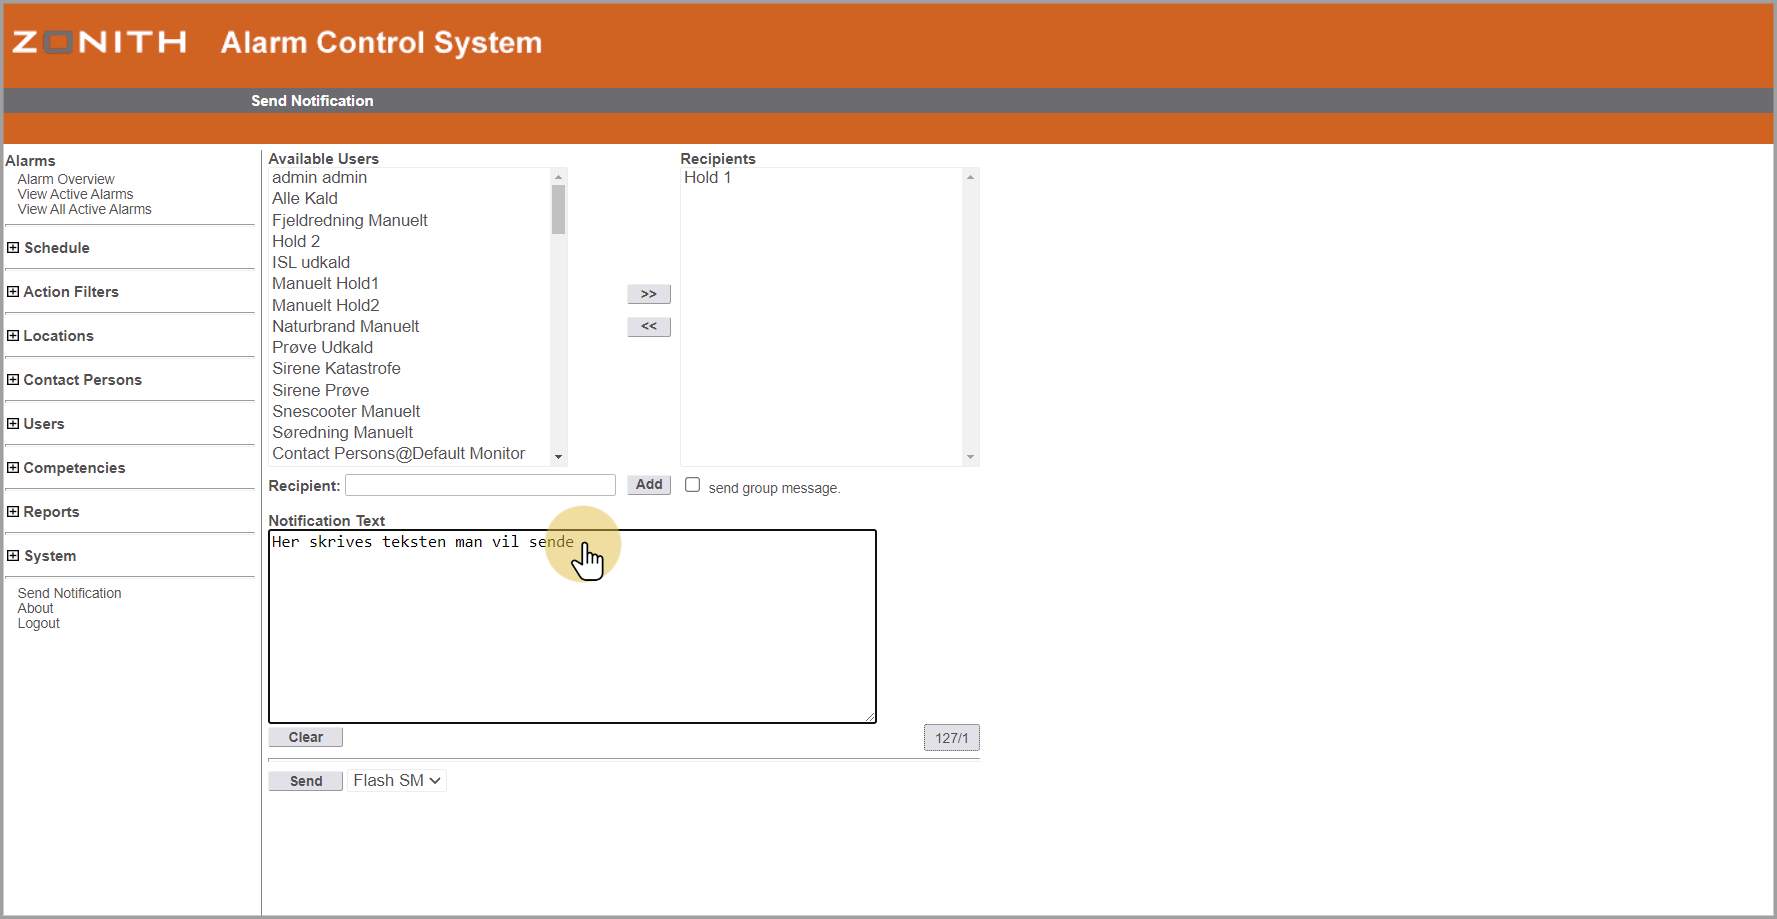 ZONITH Alarm Control System
Send Notification
Alarms
Alarm Overview
View Active Alarms
View All Active Alarms
Schedule
Action Filters
Locations
Contact Persons
Users
Competencies
Reports
System
Send Notification
About
Logout
Available Users
admin admin
Alle Kald
Fjeldredning Manuelt
Hold 2
ISL udkald
Manuelt Hold1
Manuelt Hold2
Naturbrand Manuelt
Prøve Udkald
Sirene Katastrofe
Sirene Prøve
Snescooter Manuelt
Søredning Manuelt
Contact Persons@Default Monitor
>>
<<
Recipients
Hold 1
Recipient:
Add
send group message.
Notification Text
Her skrives teksten man vil sende
Clear
127/1
Send
Flash SM